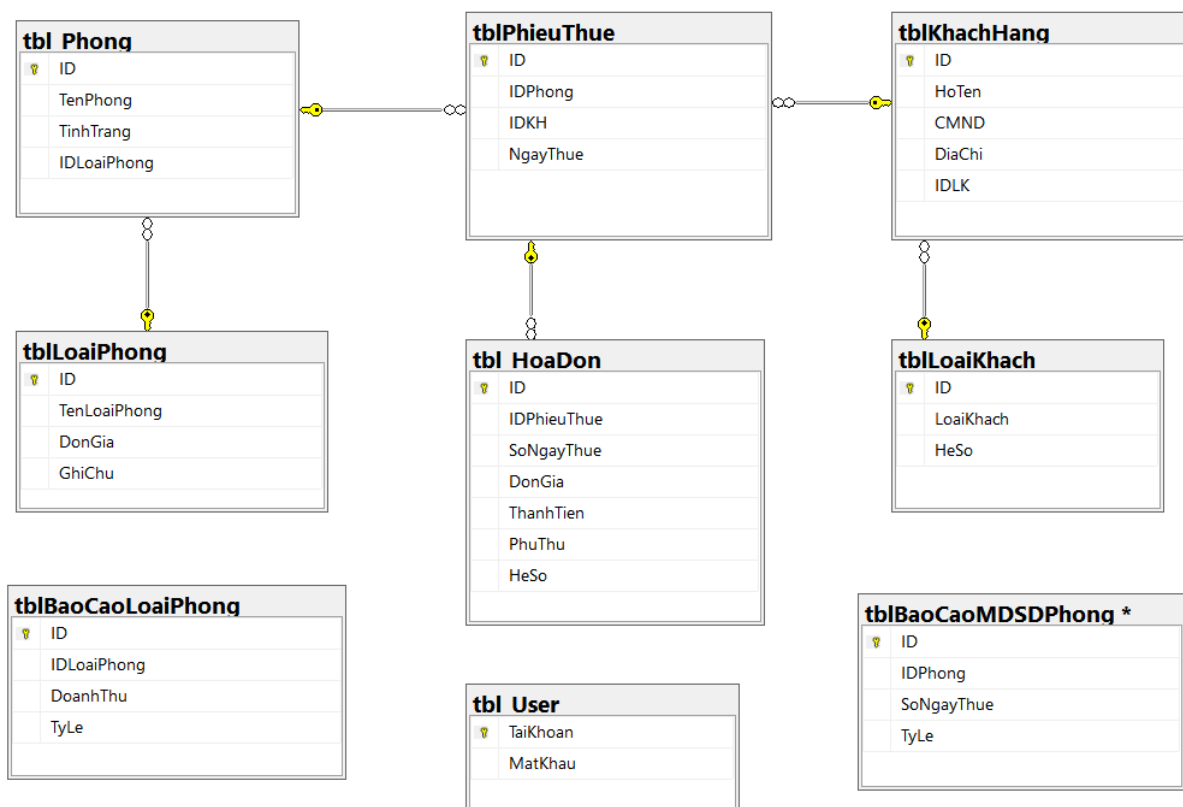 tbl_Phong
ID
TenPhong
TinhTrang
IDLoaiPhong
tblPhieuThue
ID
IDPhong
IDKH
NgayThue
tblKhachHang
ID
HoTen
CMND
DiaChi
IDLK
tblLoaiPhong
ID
TenLoaiPhong
DonGia
GhiChu
tbl_HoaDon
ID
IDPhieuThue
SoNgayThue
DonGia
ThanhTien
PhuThu
HeSo
tblLoaiKhach
ID
LoaiKhach
HeSo
tblBaoCaoLoaiPhong
ID
IDLoaiPhong
DoanhThu
TyLe
tbl_User
TaiKhoan
MatKhau
tblBaoCaoMDSDPhong *
ID
IDPhong
SoNgayThue
TyLe